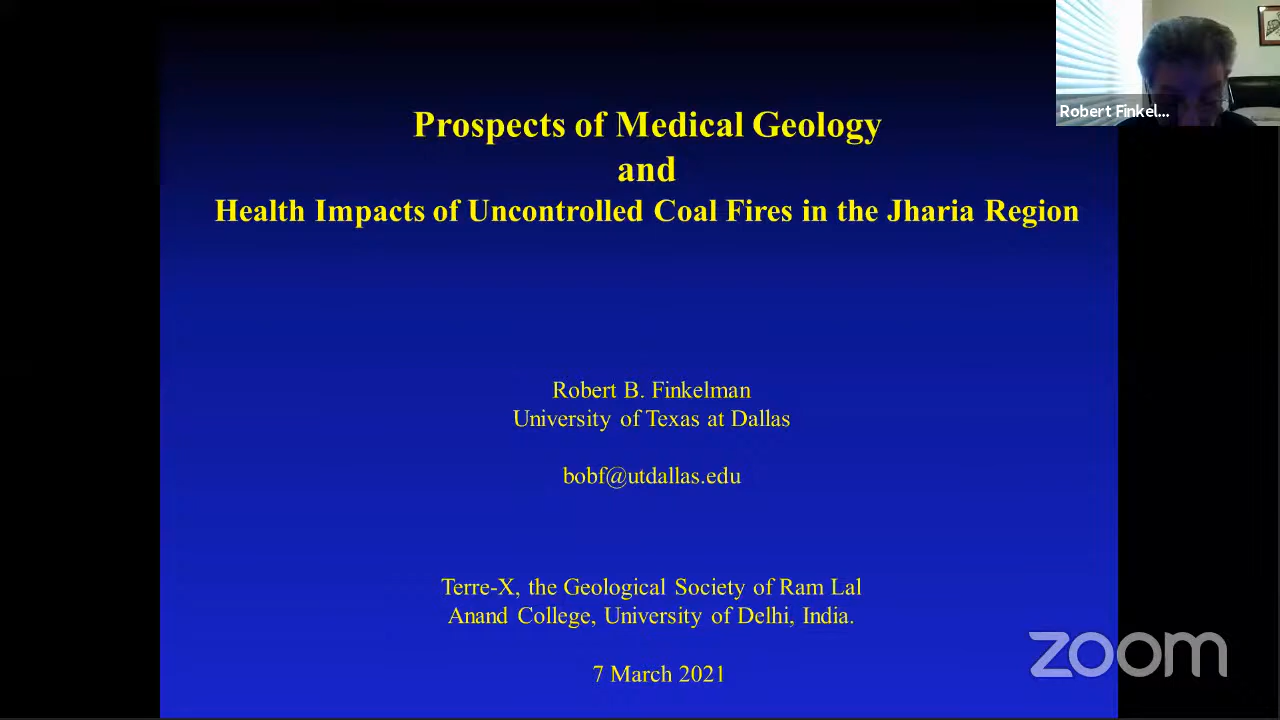 Prospects of Medical Geology
and
Health Impacts of Uncontrolled Coal Fires in the Jharia Region
Robert Finkel...
Robert B. Finkelman
University of Texas at Dallas
bobf@utdallas.edu
Terre-X, the Geological Society of Ram Lal
Anand College, University of Delhi, India.
7 March 2021
zoom